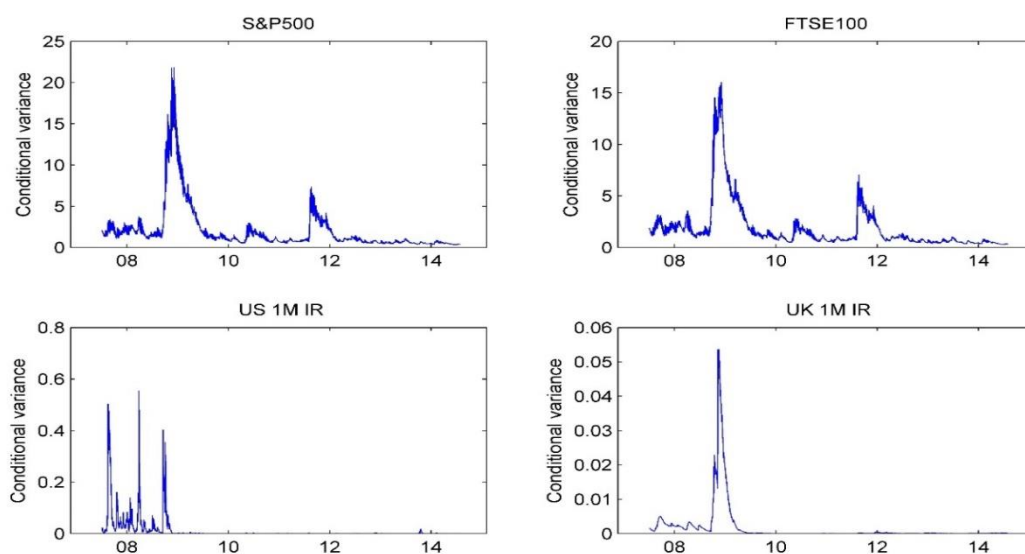 S&P500
25
20
15
10
5
0
Conditional variance
08 10 12 14
FTSE100
20
15
10
5
0
Conditional variance
08 10 12 14
US 1M IR
0.8
0.6
0.4
0.2
0
Conditional variance
08 10 12 14
UK 1M IR
0.06
0.05
0.04
0.03
0.02
0.01
0
Conditional variance
08 10 12 14